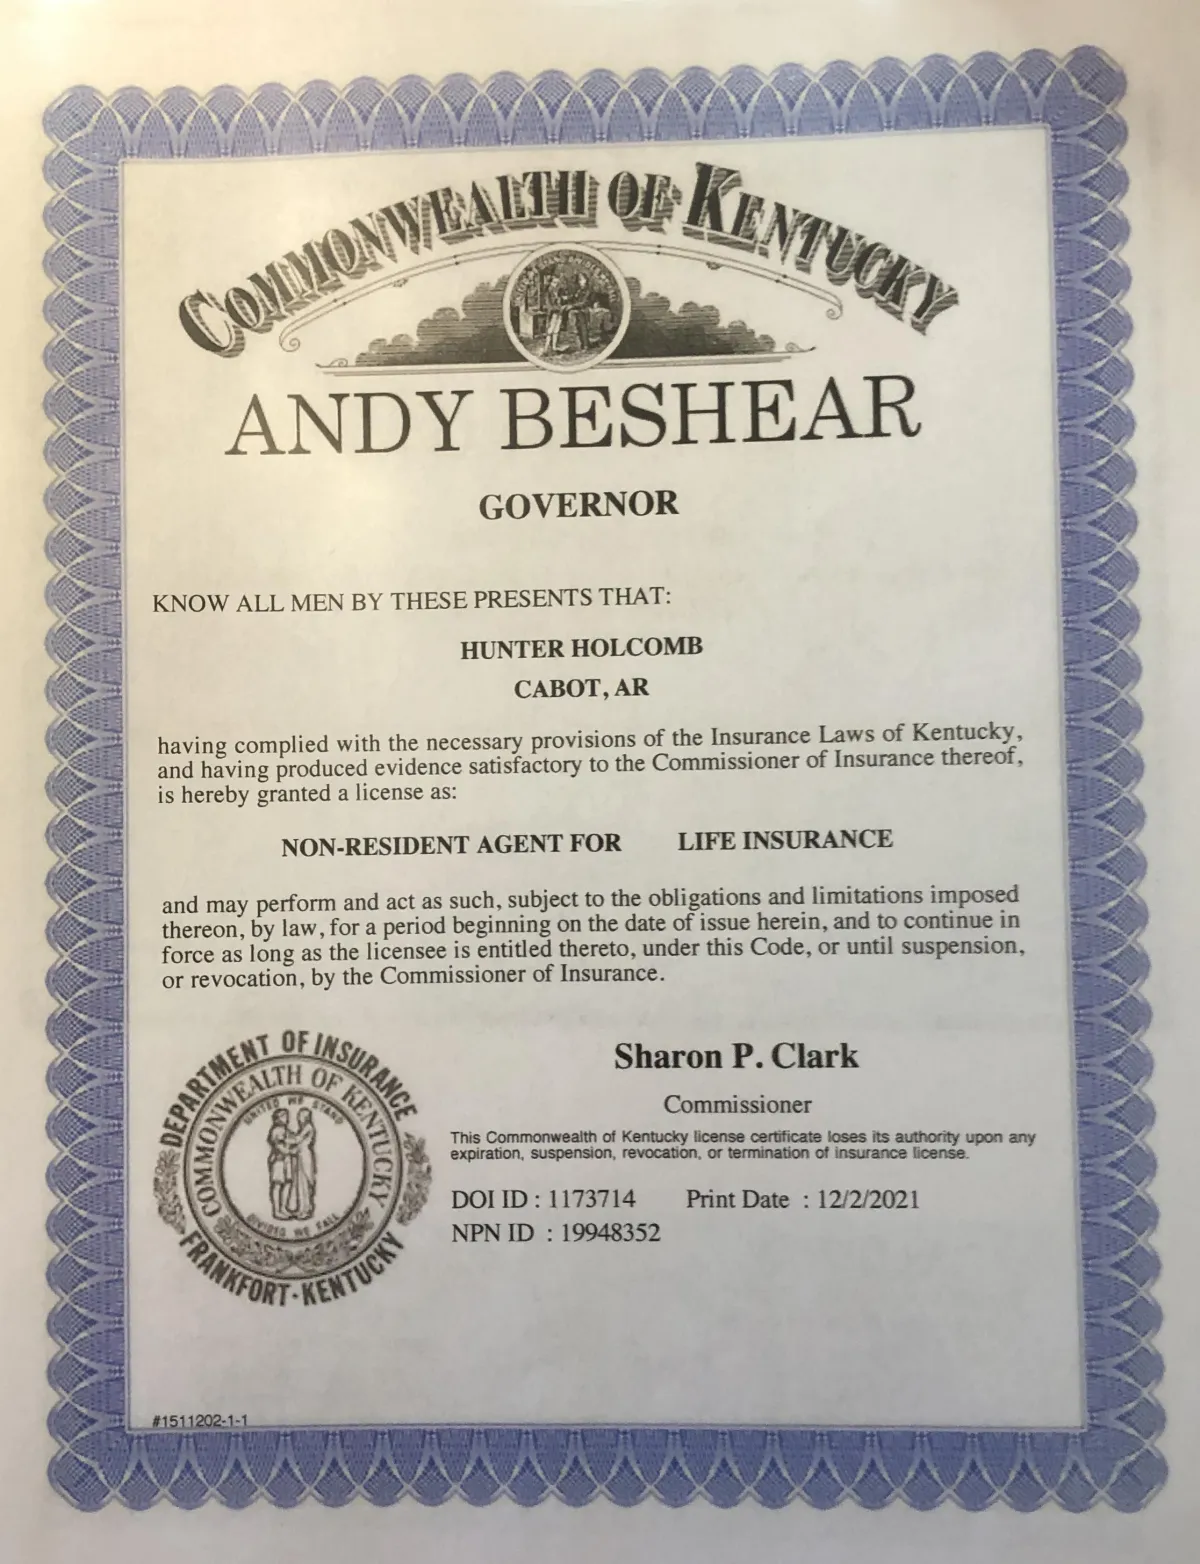 COMMONWEALTH OF KENTUCKY
ANDY BESHEAR
GOVERNOR
KNOW ALL MEN BY THESE PRESENTS THAT:
HUNTER HOLCOMB
CABOT, AR
having complied with the necessary provisions of the Insurance Laws of Kentucky,
and having produced evidence satisfactory to the Commissioner of Insurance thereof,
is hereby granted a license as:
NON-RESIDENT AGENT FOR LIFE INSURANCE
and may perform and act as such, subject to the obligations and limitations imposed
thereon, by law, for a period beginning on the date of issue herein, and to continue in
force as long as the licensee is entitled thereto, under this Code, or until suspension,
or revocation, by the Commissioner of Insurance.
DEPARTMENT OF INSURANCE
COMMONWEALTH OF KENTUCKY
UNITED WE STAND
DIVIDED WE FALL
FRANKFORT - KENTUCKY
Sharon P. Clark
Commissioner
This Commonwealth of Kentucky license certificate loses its authority upon any
expiration, suspension, revocation, or termination of insurance license.
DOI ID : 1173714 Print Date : 12/2/2021
NPN ID : 19948352
#1511202-1-1